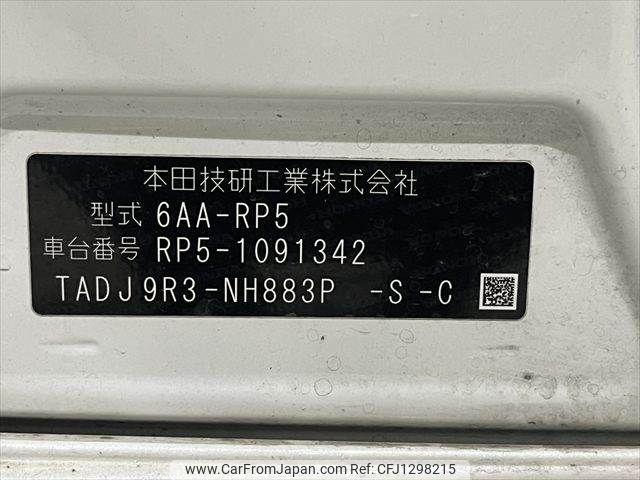 本田技研工業株式会社
型式 6AA-RP5
車台番号 RP5-1091342
TADJ9R3-NH883P -S -C
www.CarFromJapan.com CFJ1298215